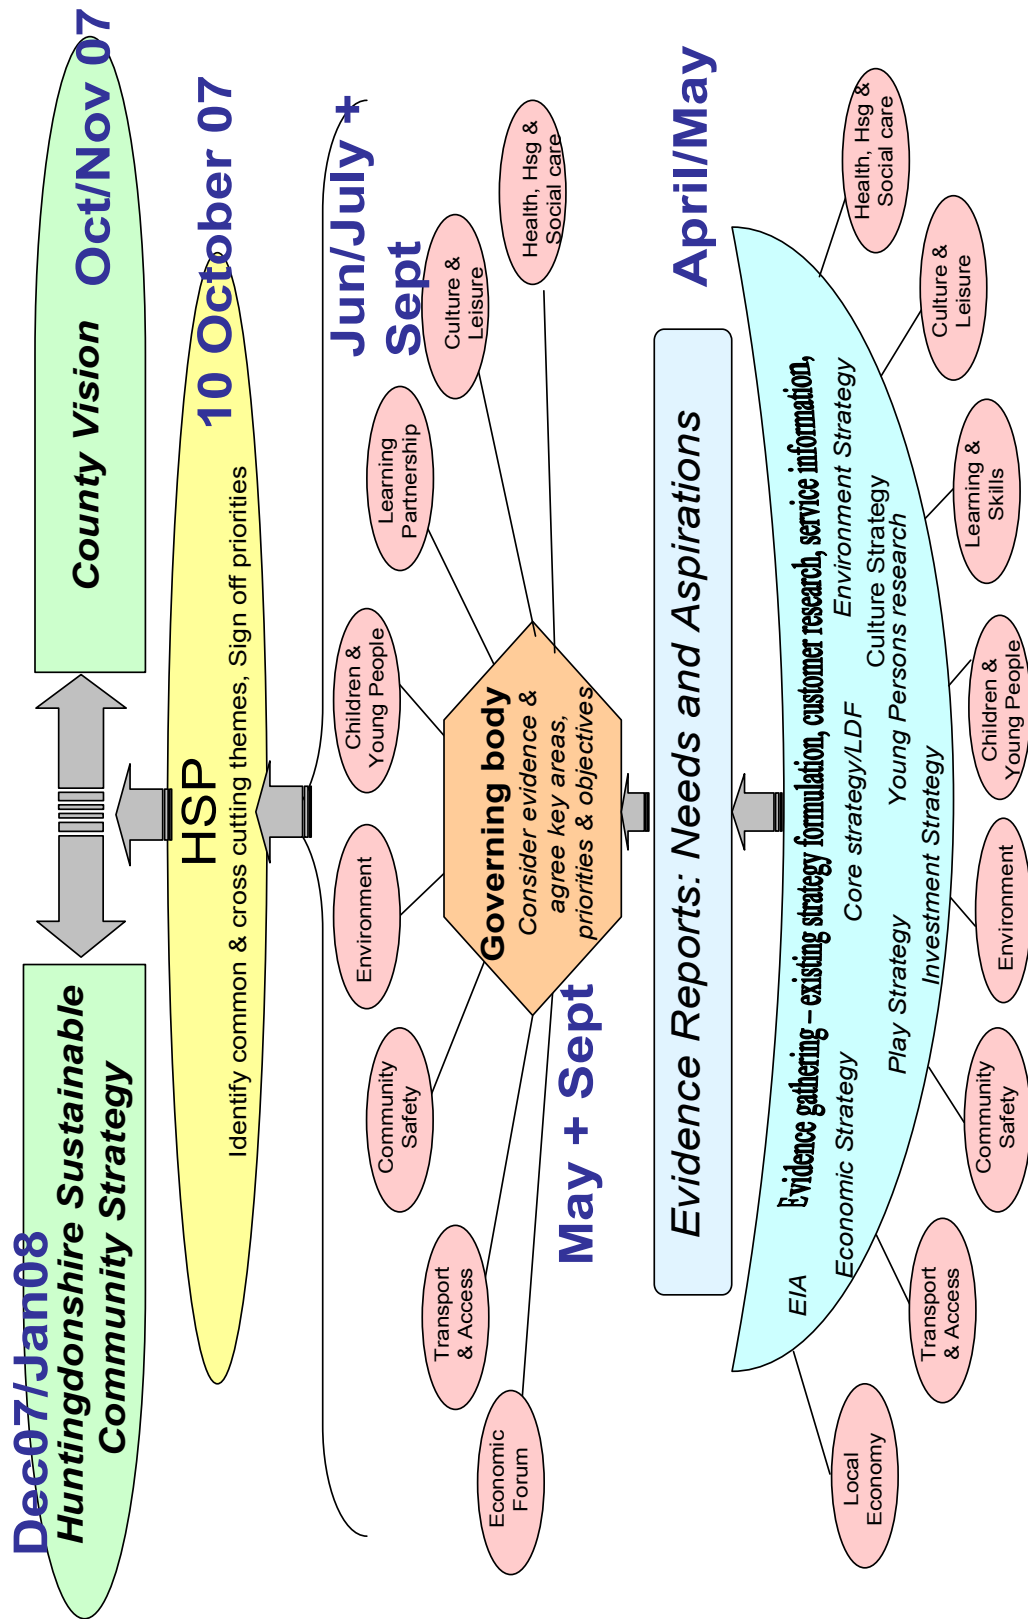 Dec07/Jan08
Huntingdonshire Sustainable
Community Strategy
County Vision
Oct/Nov 07
10 October 07
HSP
Identify common & cross cutting themes, Sign off priorities
Jun/July +
Sept
Economic
Forum
Transport
& Access
Community
Safety
Environment
Children &
Young People
Learning
Partnership
Culture &
Leisure
Health, Hsg &
Social care
Governing body
Consider evidence &
agree key areas,
priorities & objectives
May + Sept
Evidence Reports: Needs and Aspirations
April/May
Evidence gathering – existing strategy formulation, customer research, service information,
EIA
Economic Strategy
Core strategy/LDF
Environment Strategy
Culture Strategy
Play Strategy
Young Persons research
Investment Strategy
Local
Economy
Transport
& Access
Community
Safety
Environment
Children &
Young People
Learning &
Skills
Culture &
Leisure
Health, Hsg &
Social care